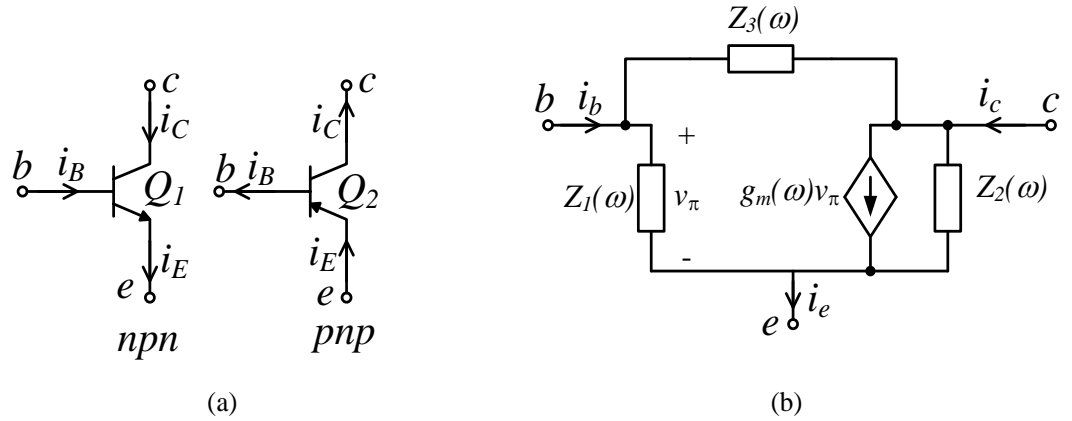 c
i_C
b
i_B
Q_1
i_E
e
npn
c
i_C
b
i_B
Q_2
i_E
e
pnp
(a)
Z_3(ω)
b
i_b
i_c
c
+
Z_1(ω)
v_π
g_m(ω)v_π
Z_2(ω)
-
i_e
e
(b)